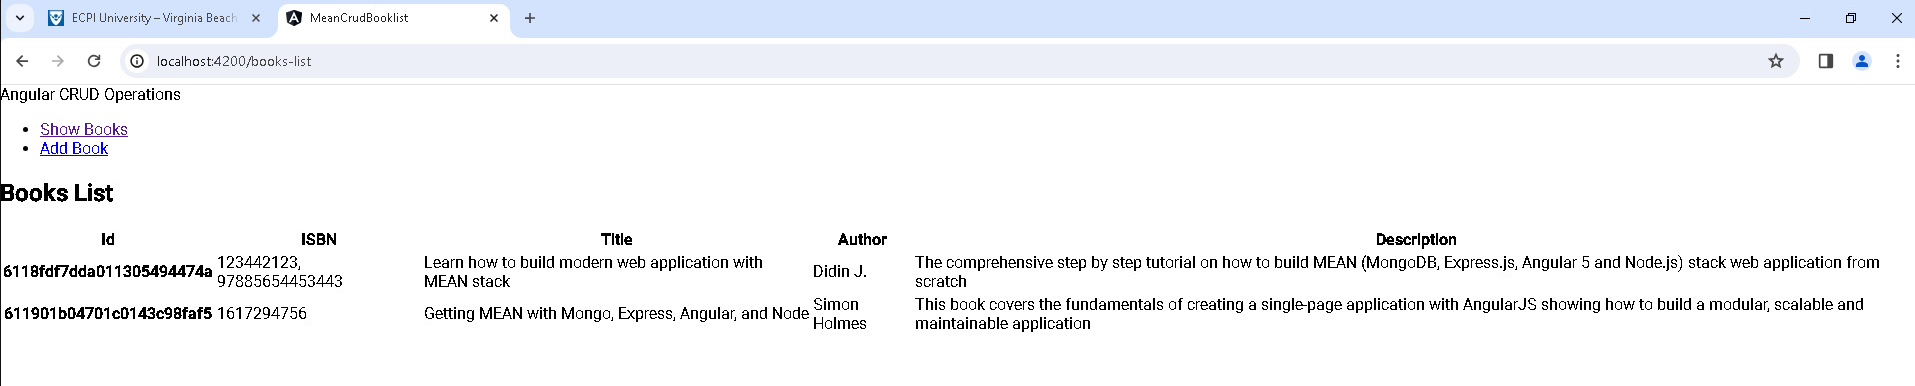 ECPI University – Virginia Beach
MeanCrudBooklist
localhost:4200/books-list
Angular CRUD Operations
Show Books
Add Book
Books List
Id ISBN Title Author Description
6118fdf7dda011305494474a 123442123, 97885654453443 Learn how to build modern web application with MEAN stack Didin J. The comprehensive step by step tutorial on how to build MEAN (MongoDB, Express.js, Angular 5 and Node.js) stack web application from scratch
611901b04701c0143c98faf5 1617294756 Getting MEAN with Mongo, Express, Angular, and Node Simon Holmes This book covers the fundamentals of creating a single-page application with AngularJS showing how to build a modular, scalable and maintainable application